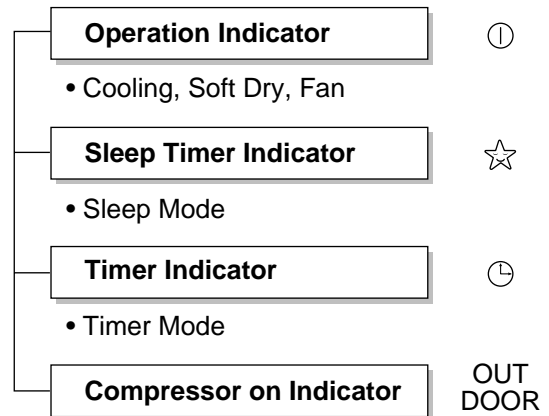 Operation Indicator
• Cooling, Soft Dry, Fan
Sleep Timer Indicator
• Sleep Mode
Timer Indicator
• Timer Mode
Compressor on Indicator
OUT
DOOR